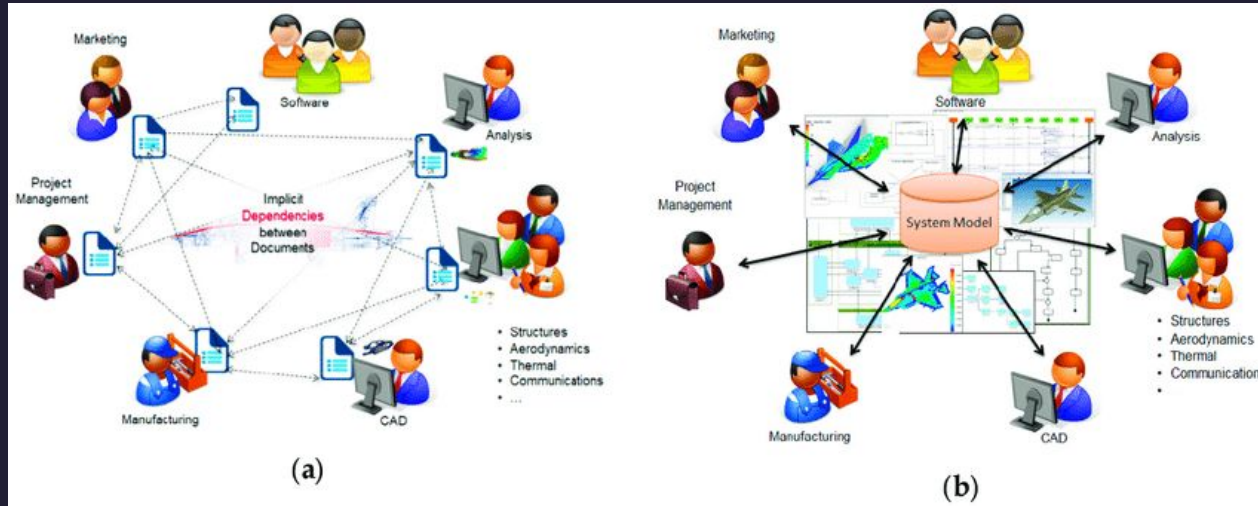 Marketing
Software
Analysis
Project
Management
Implicit
Dependencies
between
Documents
• Structures
• Aerodynamics
• Thermal
• Communications
• ...
Manufacturing
CAD
(a)
Marketing
Software
Analysis
Project
Management
System Model
• Structures
• Aerodynamics
• Thermal
• Communication
•
Manufacturing
CAD
(b)